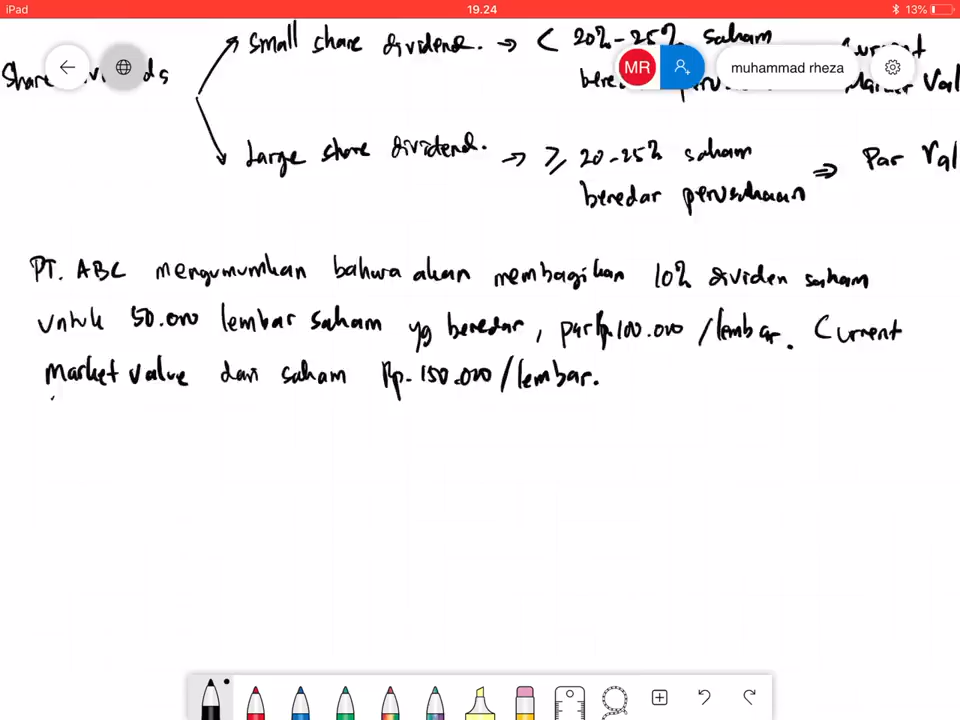 iPad 19.24 13%
Small share dividend. → < 20%-25% saham
Share
MR muhammad rheza
Large share dividend. → ≥ 20-25% saham ⇒ Par Val
beredar perusahaan
PT. ABC mengumumkan bahwa akan membagikan 10% dividen saham
untuk 50.000 lembar saham yg beredar, par Rp.100.000 /lembar. Current
Market value dari saham Rp. 150.000 /lembar.